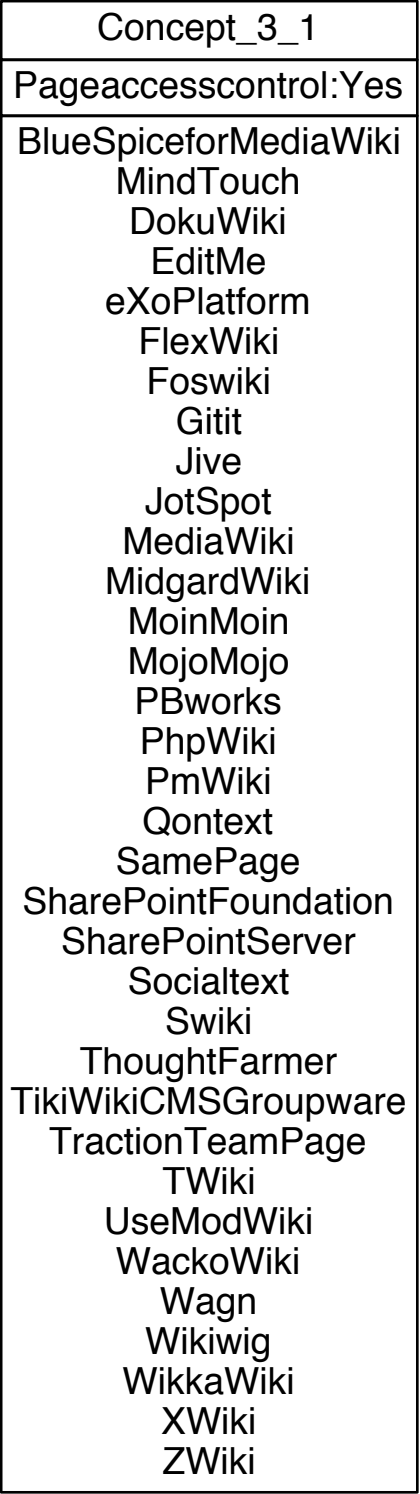 Concept_3_1
Pageaccesscontrol:Yes
BlueSpiceforMediaWiki
MindTouch
DokuWiki
EditMe
eXoPlatform
FlexWiki
Foswiki
Gitit
Jive
JotSpot
MediaWiki
MidgardWiki
MoinMoin
MojoMojo
PBworks
PhpWiki
PmWiki
Qontext
SamePage
SharePointFoundation
SharePointServer
Socialtext
Swiki
ThoughtFarmer
TikiWikiCMSGroupware
TractionTeamPage
TWiki
UseModWiki
WackoWiki
Wagn
Wikiwig
WikkaWiki
XWiki
ZWiki